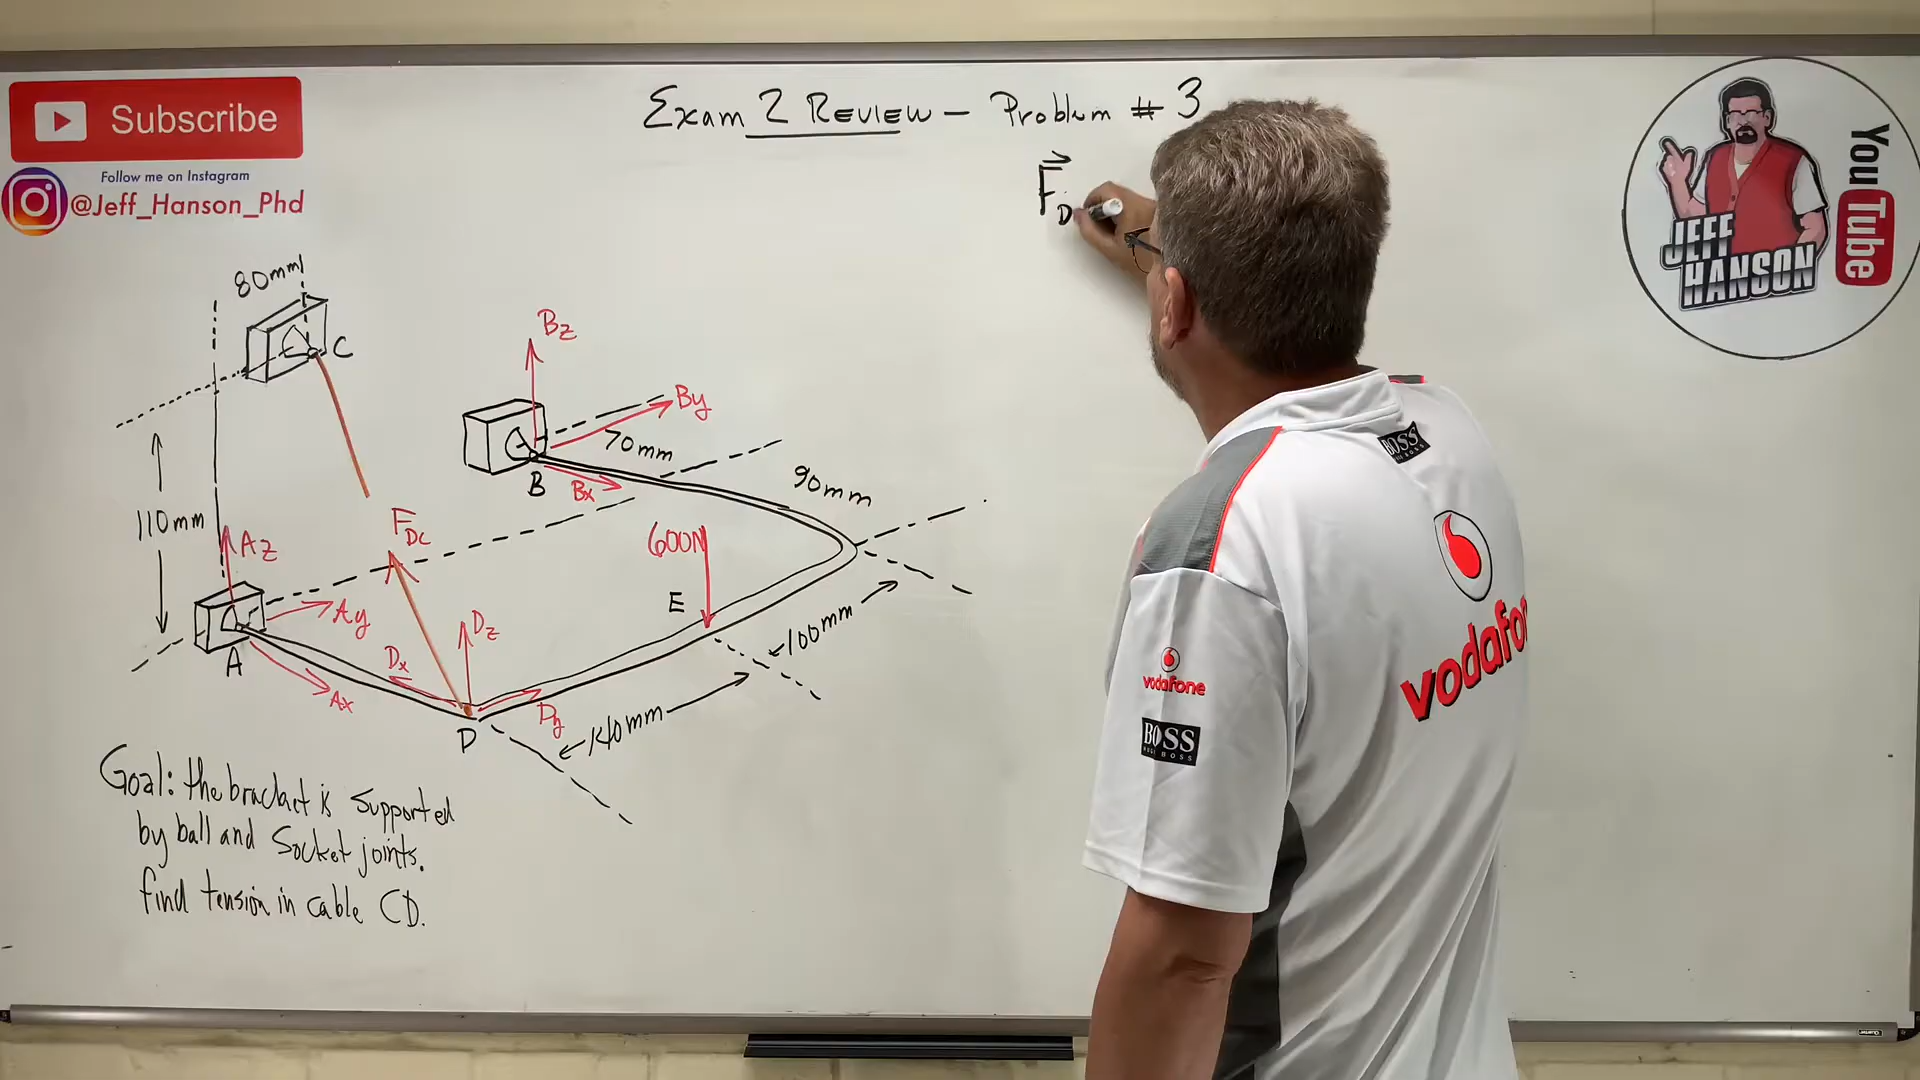 Exam 2 REVIEW - Problem # 3
Subscribe
Follow me on Instagram
@Jeff_Hanson_Phd
YouTube
JEFF
HANSON
F
D
80mm
C
Bz
By
70mm
B
Bx
90mm
110mm
Az
FDC
600N
E
Ay
A
Ax
Dx
Dz
Dy
D
100mm
140mm
Goal: the bracket is supported
by ball and socket joints.
find tension in cable CD.
BOSS
vodafone
vodafone
BOSS
HUGO BOSS